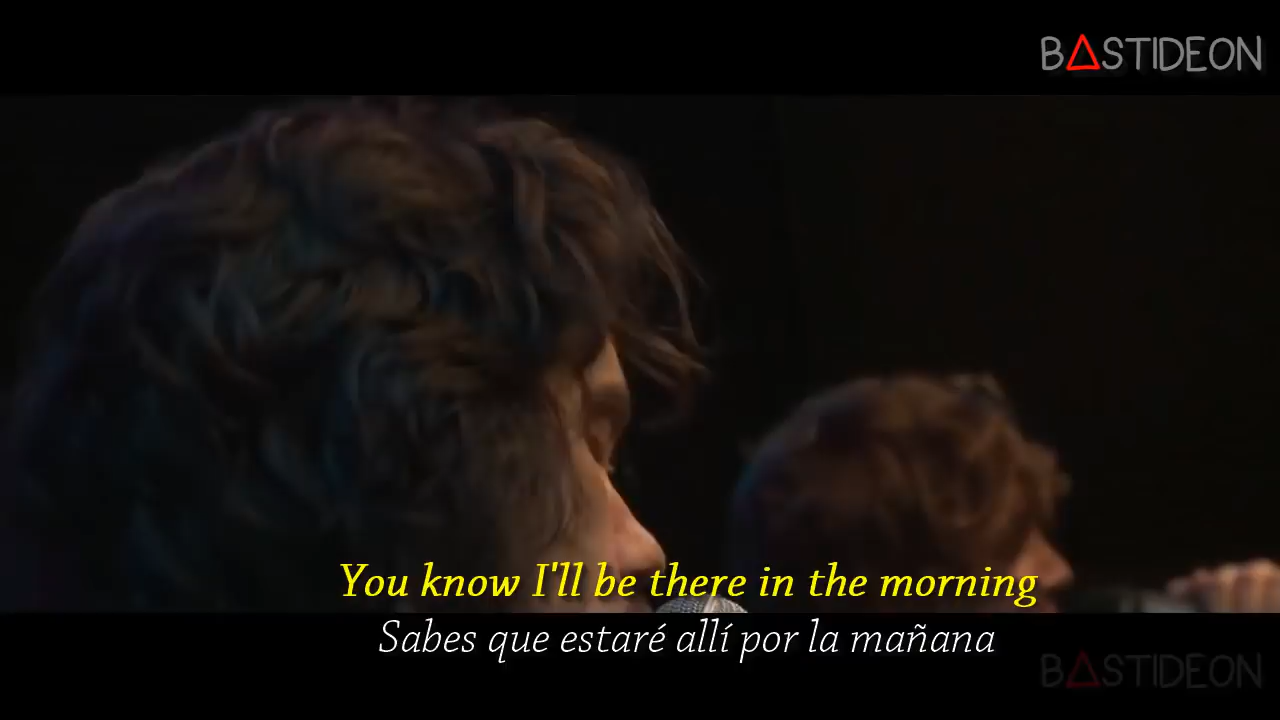 BΔSTIDEON
You know I'll be there in the morning
Sabes que estaré allí por la mañana
BΔSTIDEON